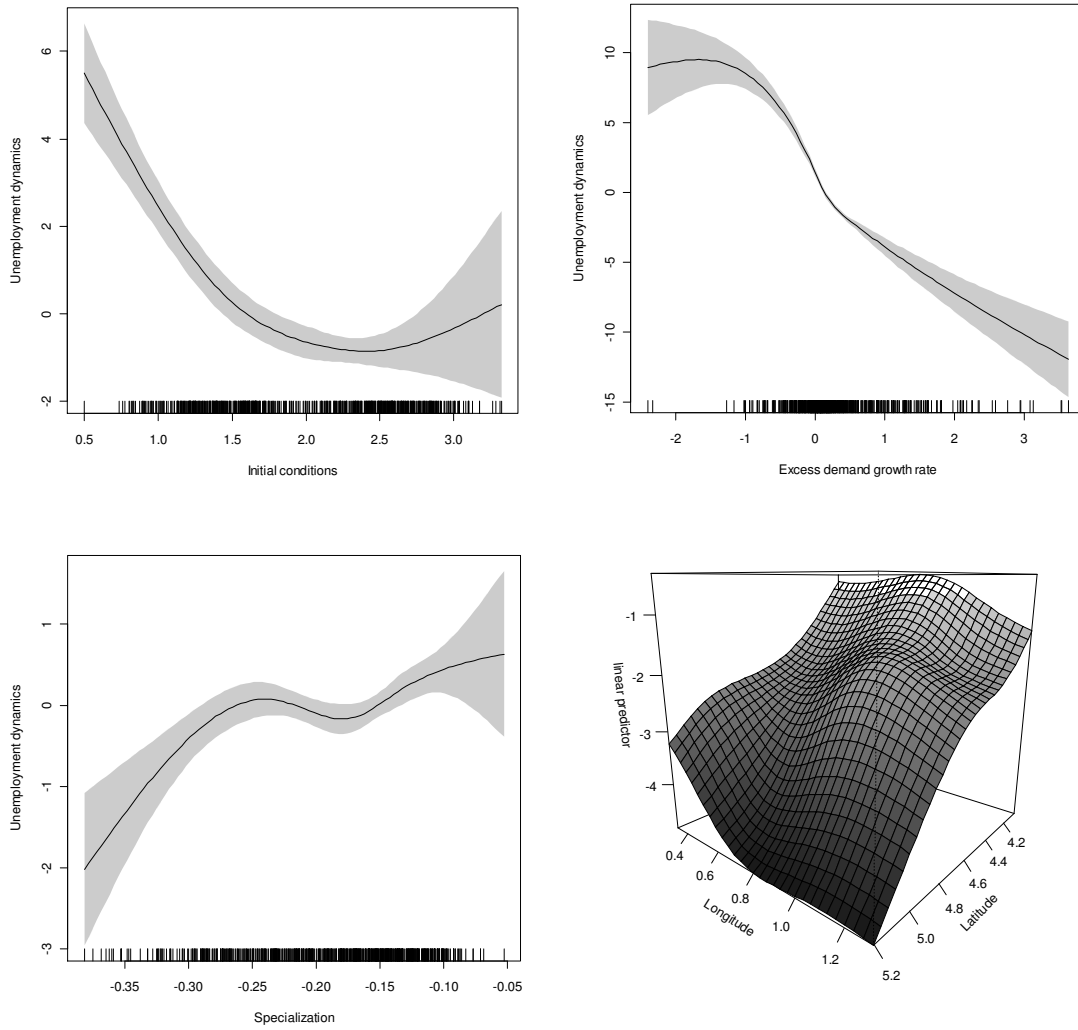 6
4
2
0
-2
Unemployment dynamics
0.5 1.0 1.5 2.0 2.5 3.0
Initial conditions
10
5
0
-5
-10
-15
Unemployment dynamics
-2 -1 0 1 2 3
Excess demand growth rate
1
0
-1
-2
-3
Unemployment dynamics
-0.35 -0.30 -0.25 -0.20 -0.15 -0.10 -0.05
Specialization
-1
-2
-3
-4
linear predictor
0.4
0.6
0.8
1.0
1.2
Longitude
4.2
4.4
4.6
4.8
5.0
5.2
Latitude